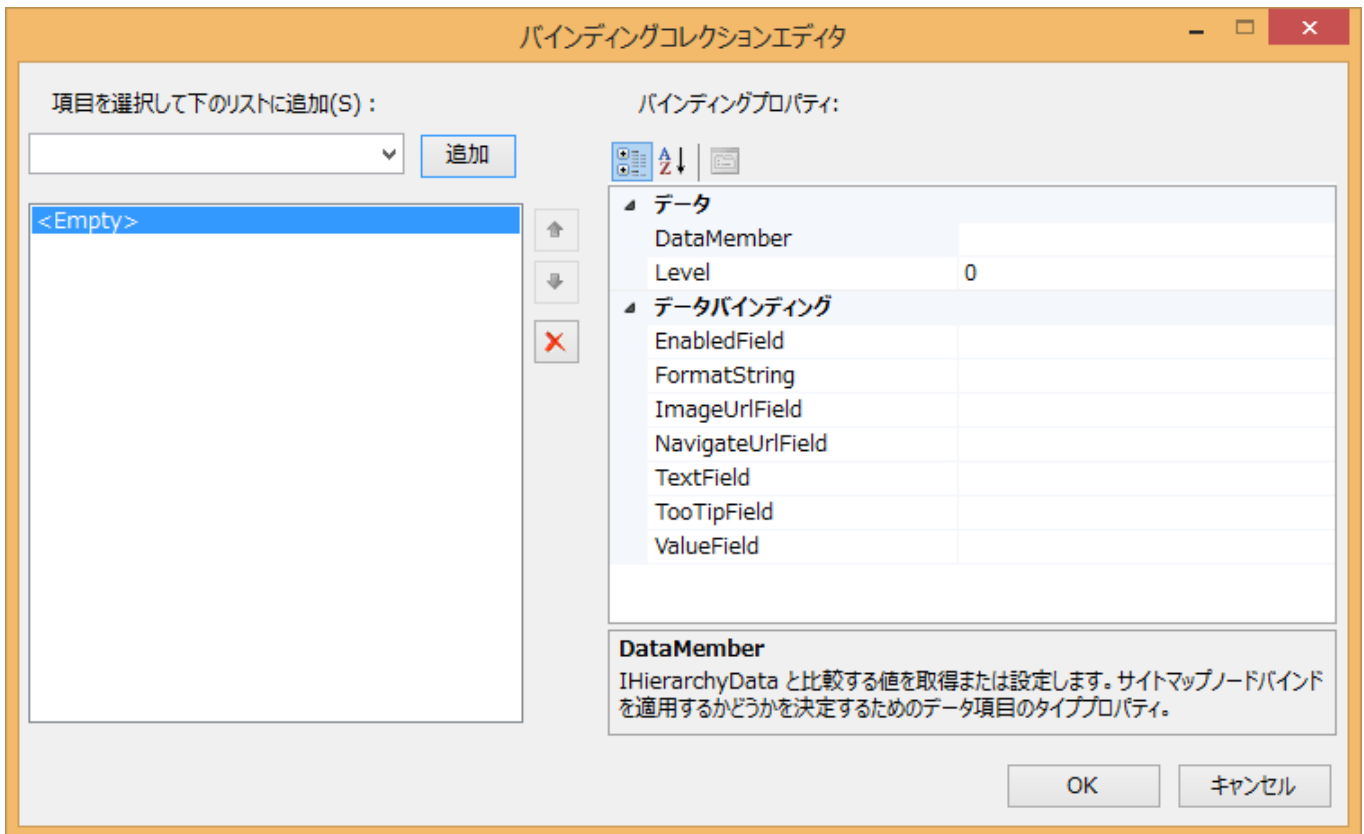 バインディングコレクションエディタ
項目を選択して下のリストに追加(S) :
追加
<Empty>
バインディングプロパティ:
データ
DataMember
Level 0
データバインディング
EnabledField
FormatString
ImageUrlField
NavigateUrlField
TextField
TooTipField
ValueField
DataMember
IHierarchyData と比較する値を取得または設定します。サイトマップノードバインド
を適用するかどうかを決定するためのデータ項目のタイププロパティ。
OK キャンセル